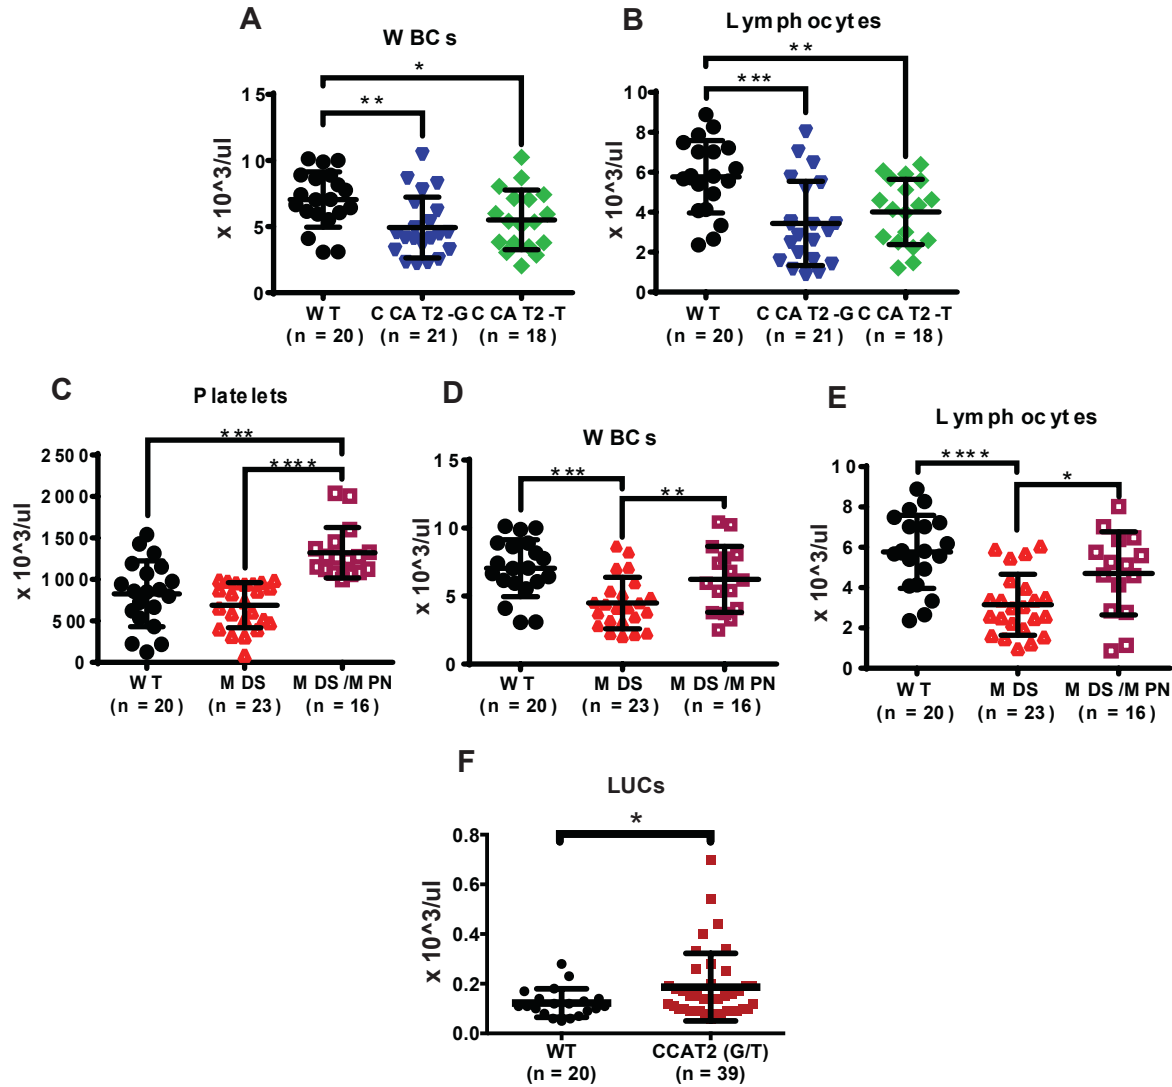 A
WBCs
*
**
15
10
5
0
x 10^3/ul
WT
(n = 20)
CCAT2-G
(n = 21)
CCAT2-T
(n = 18)
B
Lymphocytes
**
***
10
8
6
4
2
0
x 10^3/ul
WT
(n = 20)
CCAT2-G
(n = 21)
CCAT2-T
(n = 18)
C
Platelets
***
****
2500
2000
1500
1000
500
0
x 10^3/ul
WT
(n = 20)
MDS
(n = 23)
MDS/MPN
(n = 16)
D
WBCs
***
**
15
10
5
0
x 10^3/ul
WT
(n = 20)
MDS
(n = 23)
MDS/MPN
(n = 16)
E
Lymphocytes
****
*
10
8
6
4
2
0
x 10^3/ul
WT
(n = 20)
MDS
(n = 23)
MDS/MPN
(n = 16)
F
LUCs
*
0.8
0.6
0.4
0.2
0.0
x 10^3/ul
WT
(n = 20)
CCAT2 (G/T)
(n = 39)